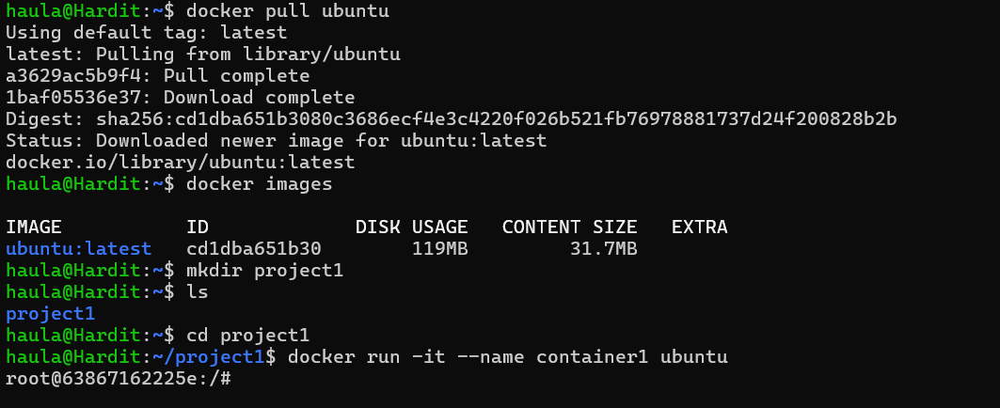 haula@Hardit:~$ docker pull ubuntu
Using default tag: latest
latest: Pulling from library/ubuntu
a3629ac5b9f4: Pull complete
1baf05536e37: Download complete
Digest: sha256:cd1dba651b3080c3686ecf4e3c4220f026b521fb76978881737d24f200828b2b
Status: Downloaded newer image for ubuntu:latest
docker.io/library/ubuntu:latest
haula@Hardit:~$ docker images
IMAGE ID DISK USAGE CONTENT SIZE EXTRA
ubuntu:latest cd1dba651b30 119MB 31.7MB
haula@Hardit:~$ mkdir project1
haula@Hardit:~$ ls
project1
haula@Hardit:~$ cd project1
haula@Hardit:~/project1$ docker run -it --name container1 ubuntu
root@63867162225e:/#